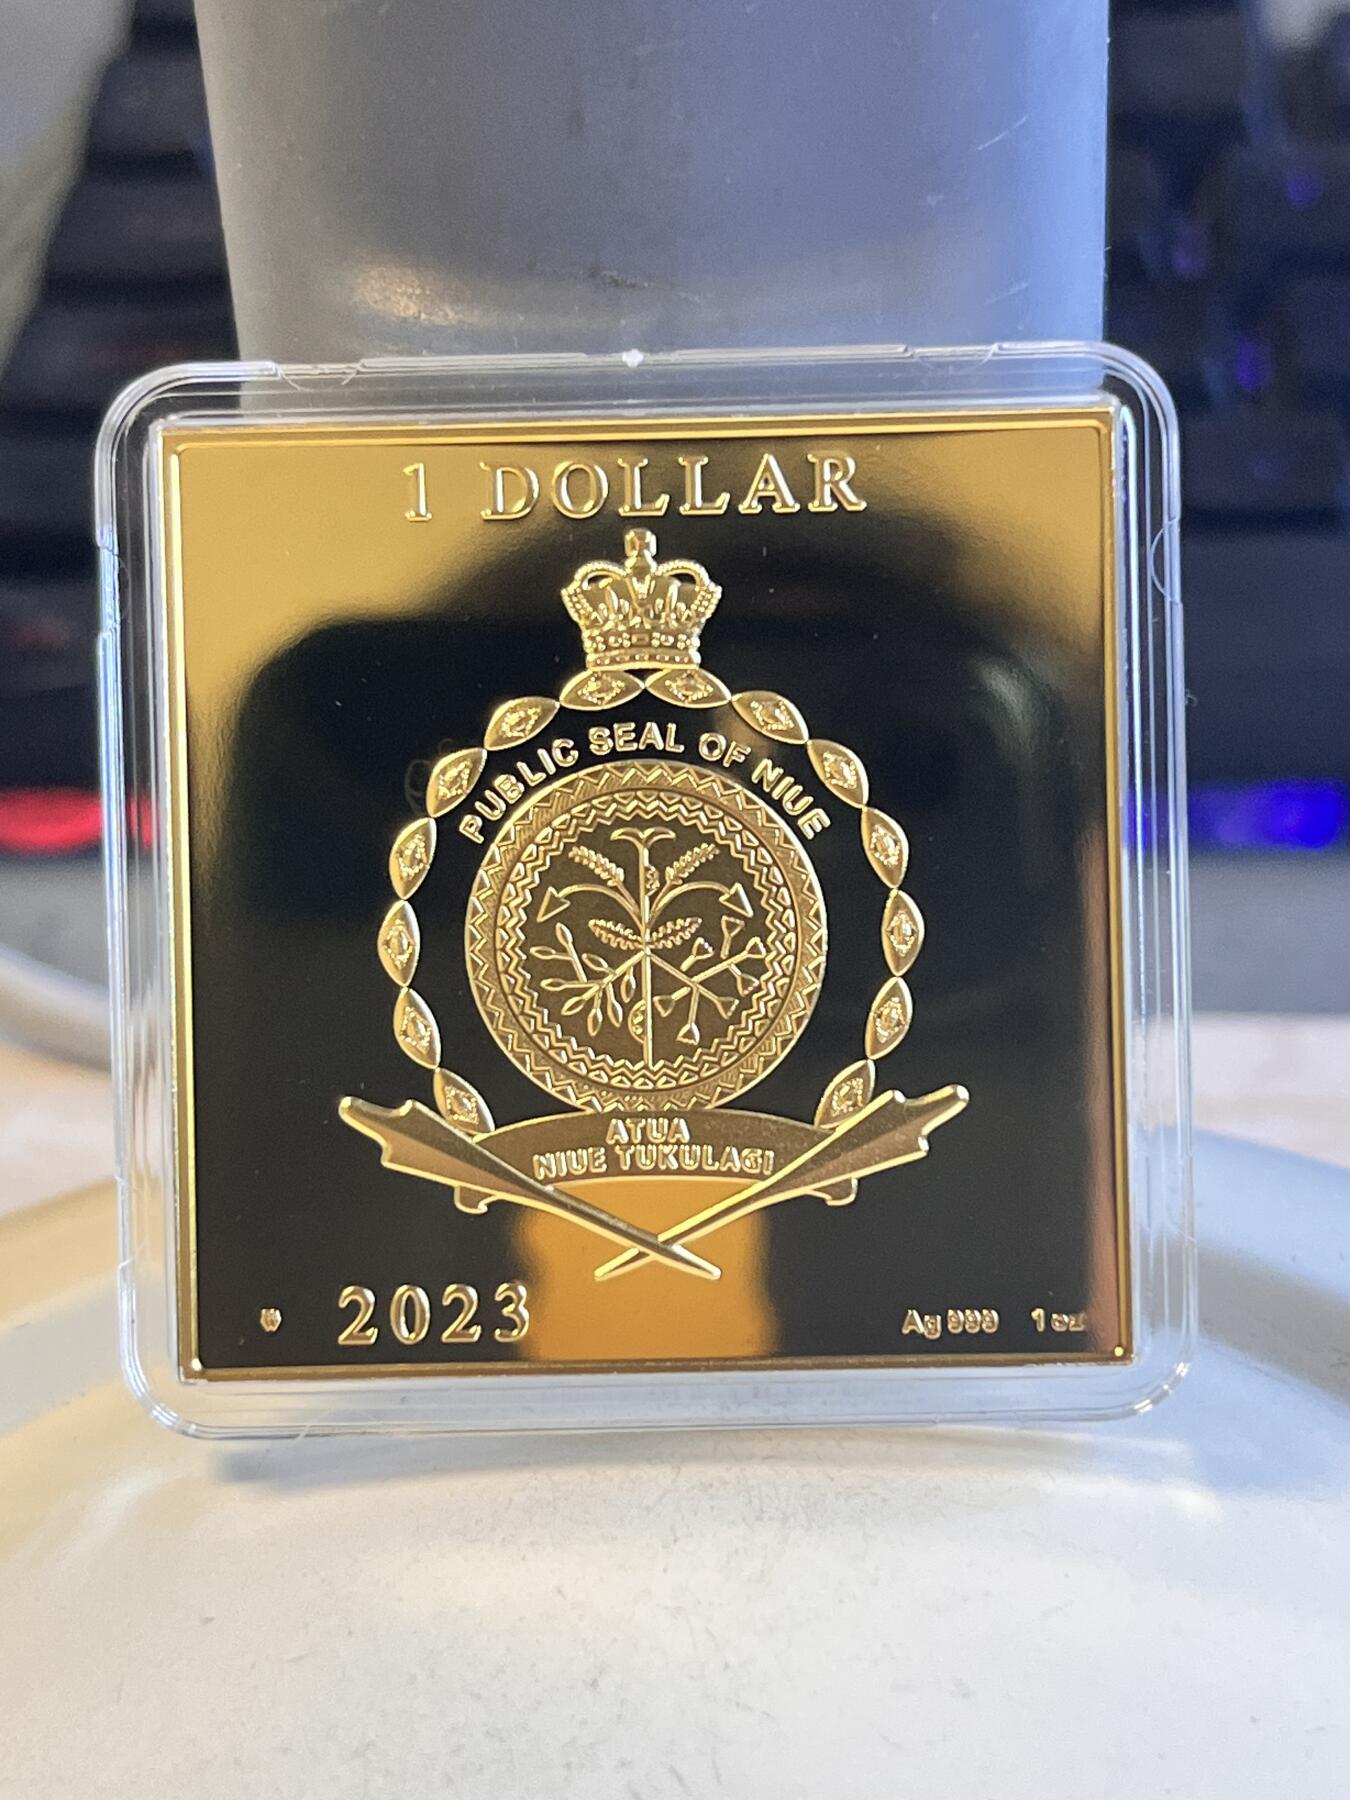 1 DOLLAR
PUBLIC SEAL OF NIUE
ATUA
NIUE TUKULAGI
2023
Ag 999 1 oz